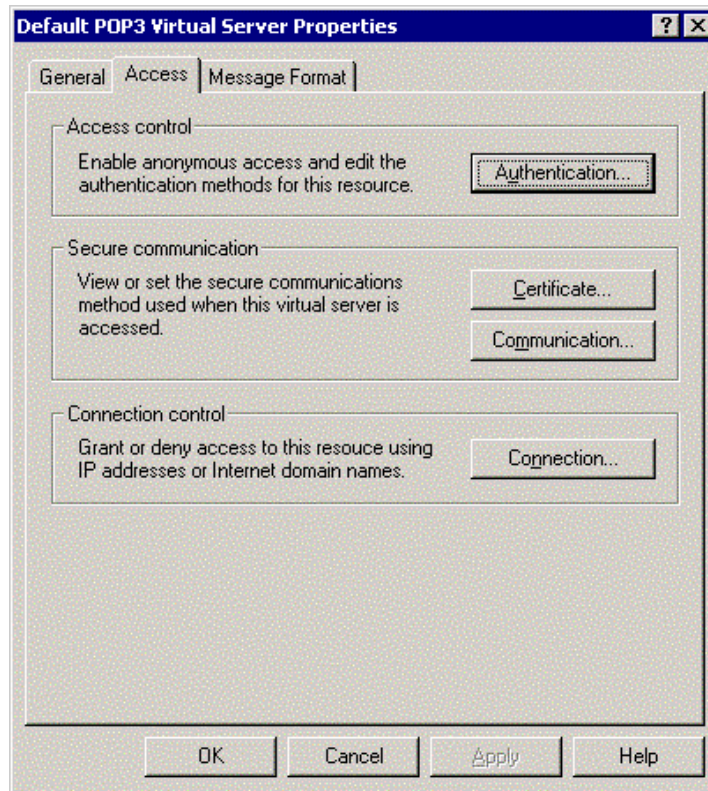 Default POP3 Virtual Server Properties
? X
General Access Message Format
Access control
Enable anonymous access and edit the
authentication methods for this resource.
Authentication...
Secure communication
View or set the secure communications
method used when this virtual server is
accessed.
Certificate...
Communication...
Connection control
Grant or deny access to this resouce using
IP addresses or Internet domain names.
Connection...
OK Cancel Apply Help